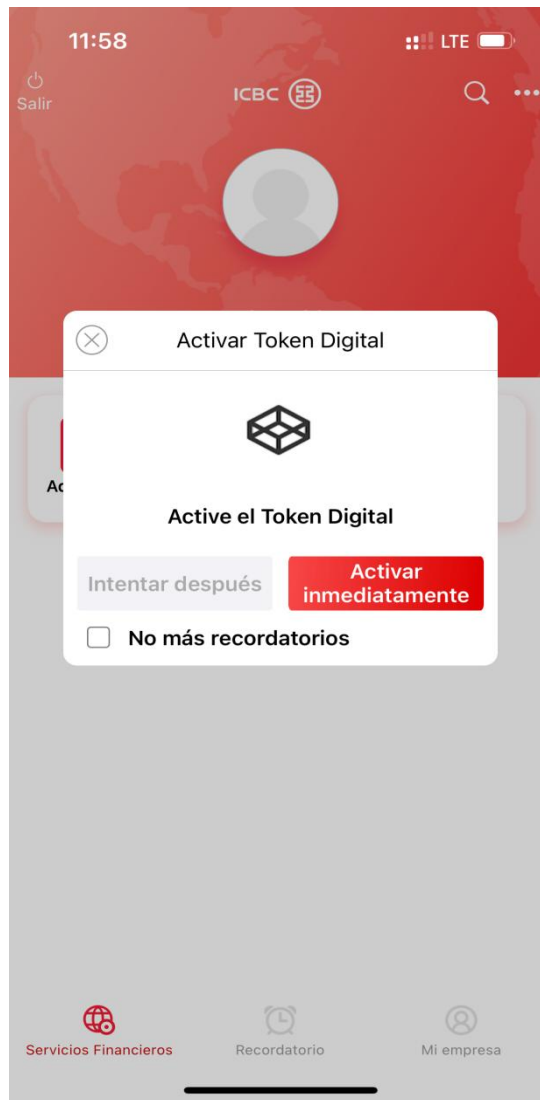 11:58
LTE
Salir
ICBC
Activar Token Digital
Active el Token Digital
Intentar después
Activar
inmediatamente
No más recordatorios
Servicios Financieros
Recordatorio
Mi empresa